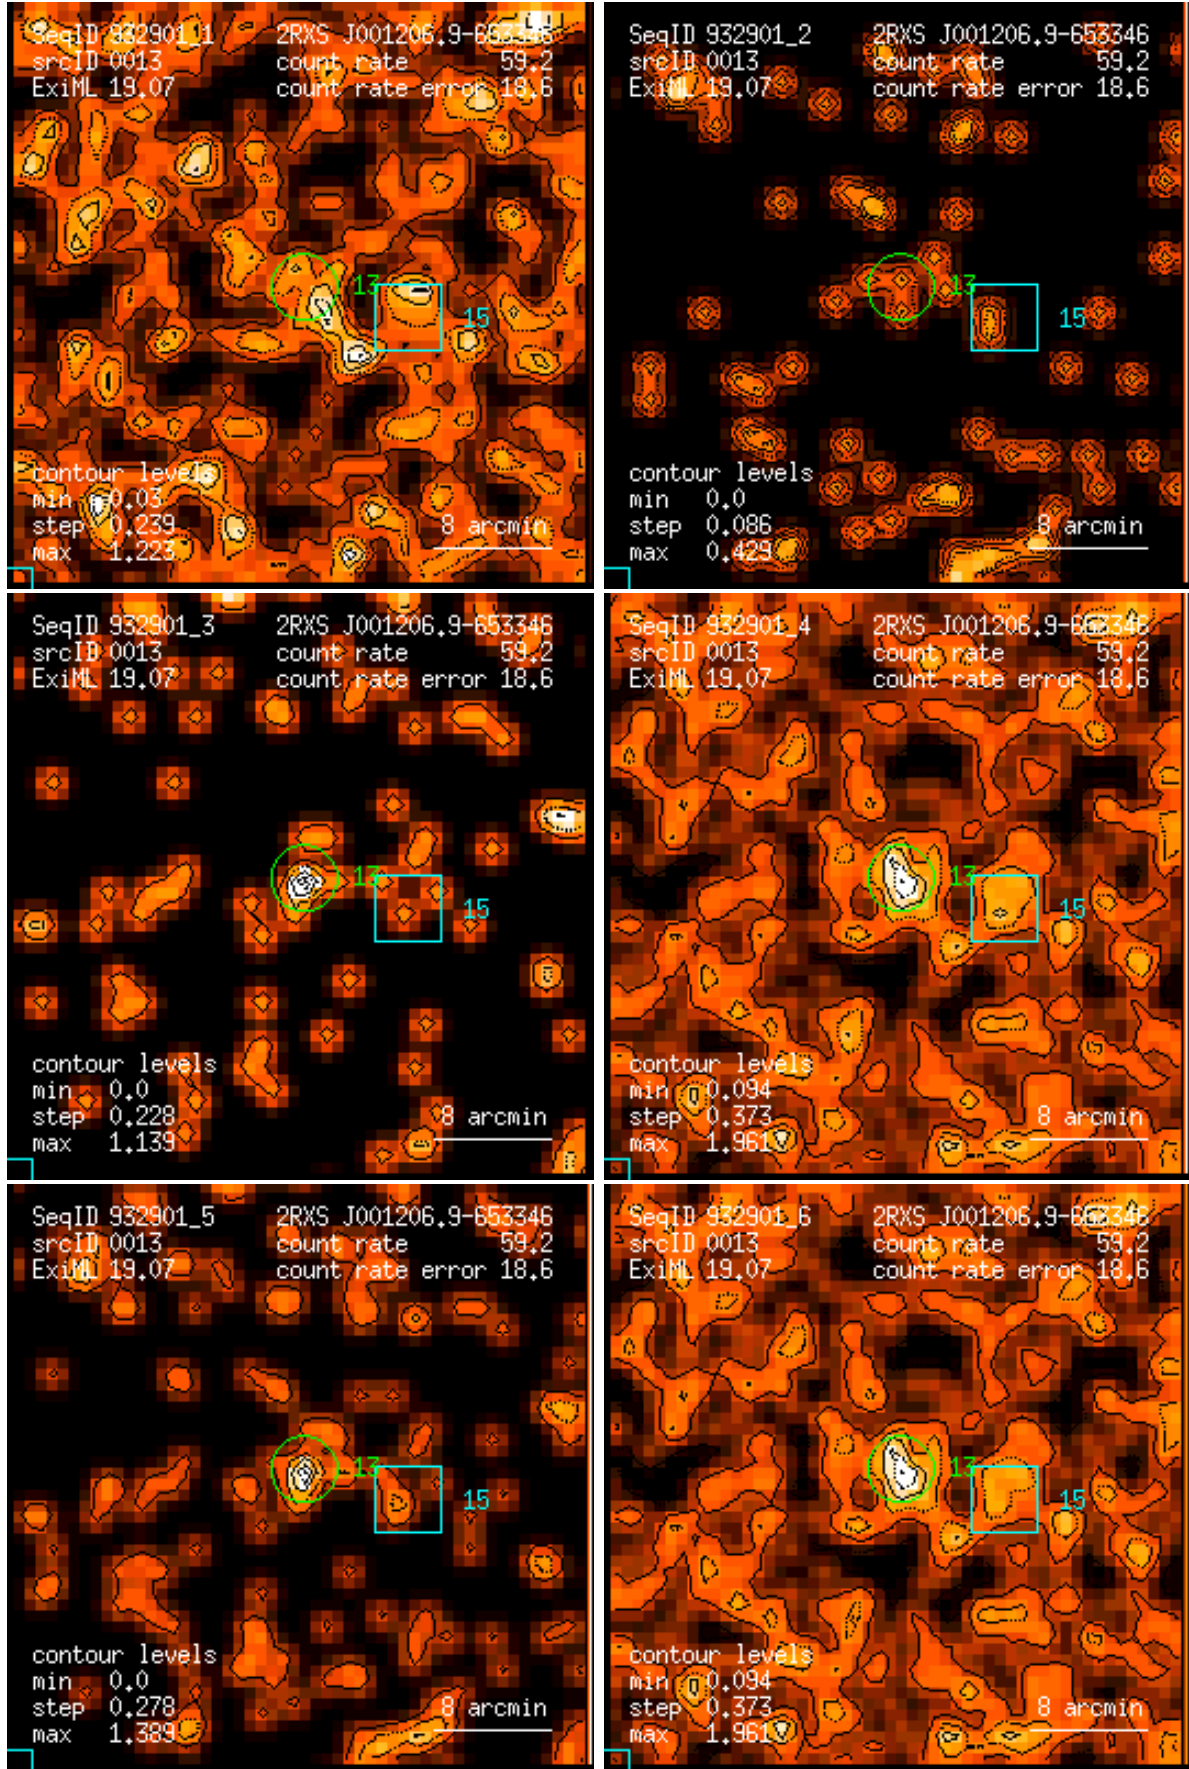 SeqID 932901_1 2RXS J001206.9-653346
srcID 0013 count rate 59.2
ExiML 19.07 count rate error 18.6
13
15
contour levels
min 0.03
step 0.239 8 arcmin
max 1.223
SeqID 932901_2 2RXS J001206.9-653346
srcID 0013 count rate 59.2
ExiML 19.07 count rate error 18.6
13
15
contour levels
min 0.0
step 0.086 8 arcmin
max 0.429
SeqID 932901_3 2RXS J001206.9-653346
srcID 0013 count rate 59.2
ExiML 19.07 count rate error 18.6
13
15
contour levels
min 0.0
step 0.228 8 arcmin
max 1.139
SeqID 932901_4 2RXS J001206.9-653346
srcID 0013 count rate 59.2
ExiML 19.07 count rate error 18.6
13
15
contour levels
min 0.094
step 0.373 8 arcmin
max 1.961
SeqID 932901_5 2RXS J001206.9-653346
srcID 0013 count rate 59.2
ExiML 19.07 count rate error 18.6
13
15
contour levels
min 0.0
step 0.278 8 arcmin
max 1.389
SeqID 932901_6 2RXS J001206.9-653346
srcID 0013 count rate 59.2
ExiML 19.07 count rate error 18.6
13
15
contour levels
min 0.094
step 0.373 8 arcmin
max 1.961